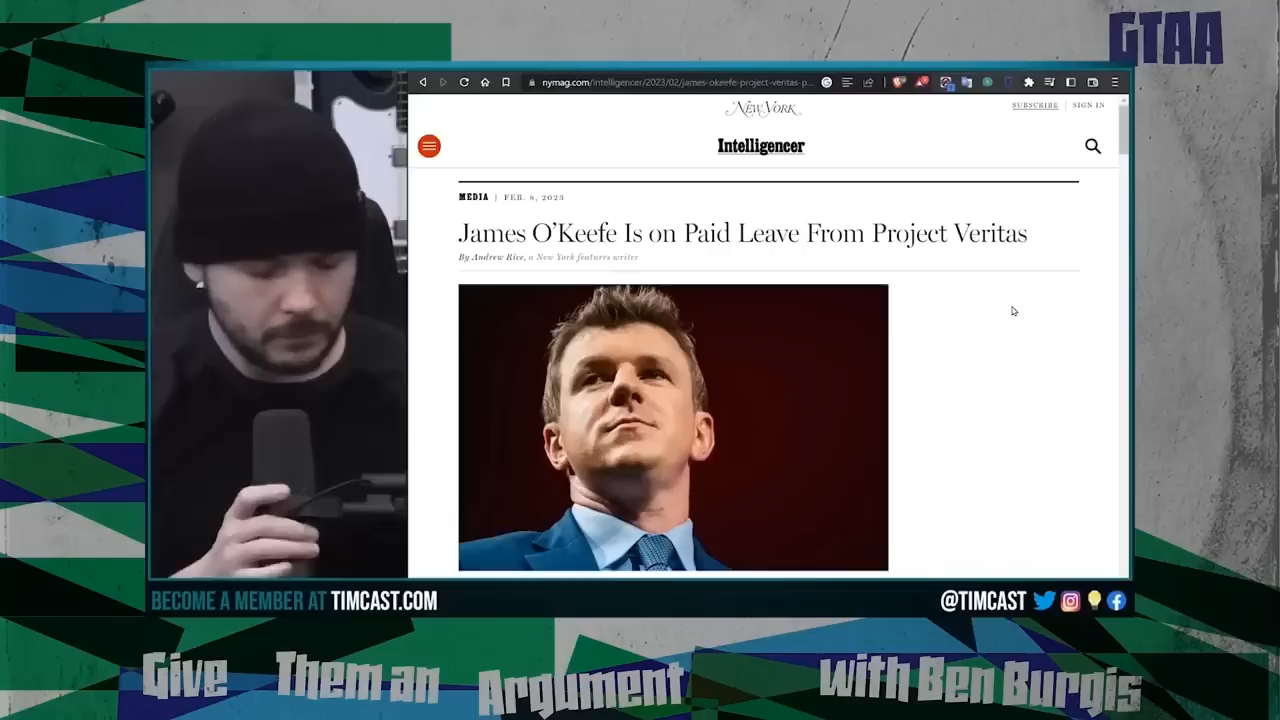 GTAA
nymag.com/intelligencer/2023/02/james-okeefe-project-veritas-p...
NEW YORK
SUBSCRIBE | SIGN IN
Intelligencer
MEDIA | FEB. 8, 2023
James O'Keefe Is on Paid Leave From Project Veritas
By Andrew Rice, a New York features writer
BECOME A MEMBER AT TIMCAST.COM
@TIMCAST
Give Them an Argument with Ben Burgis